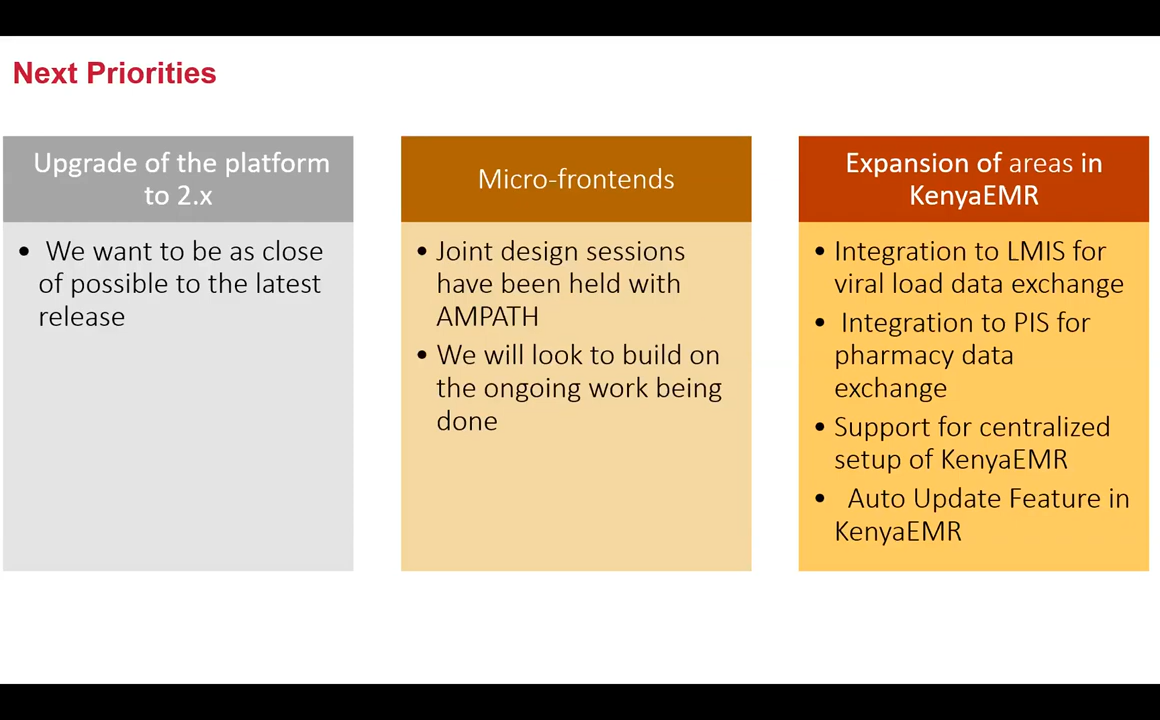 Next Priorities
Upgrade of the platform
to 2.x
• We want to be as close
of possible to the latest
release
Micro-frontends
• Joint design sessions
have been held with
AMPATH
• We will look to build on
the ongoing work being
done
Expansion of areas in
KenyaEMR
• Integration to LMIS for
viral load data exchange
• Integration to PIS for
pharmacy data
exchange
• Support for centralized
setup of KenyaEMR
• Auto Update Feature in
KenyaEMR